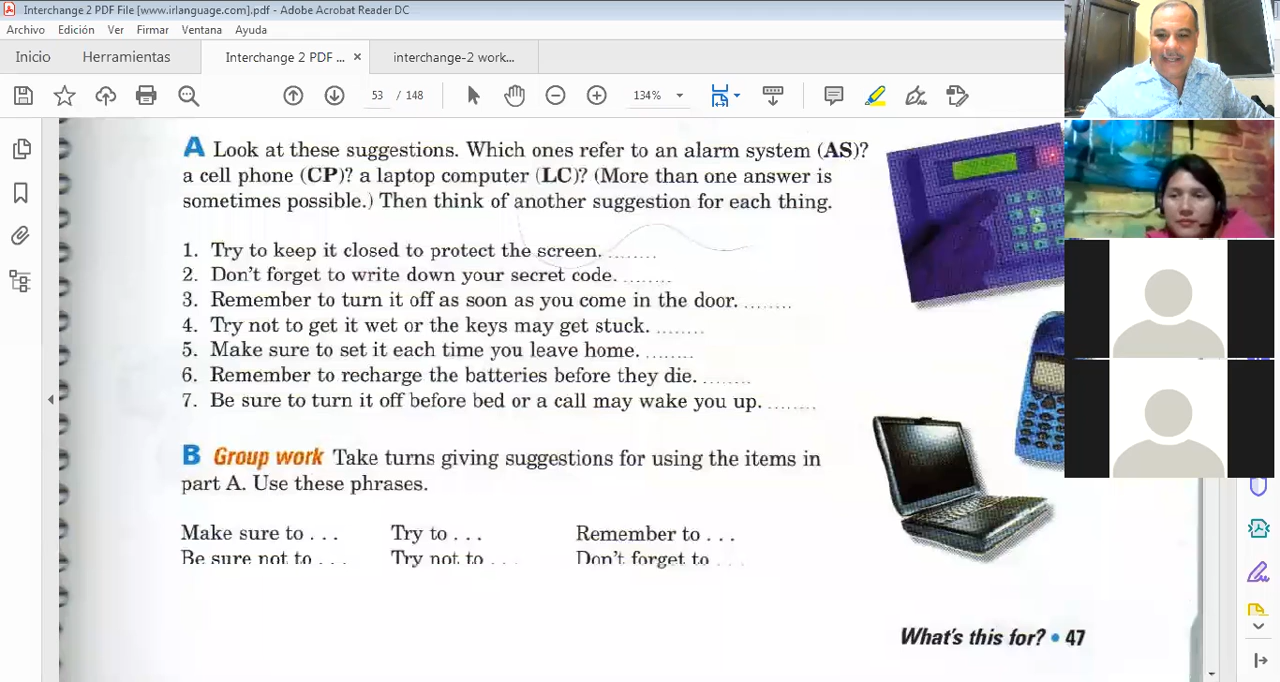 Interchange 2 PDF File [www.irlanguage.com].pdf - Adobe Acrobat Reader DC
Archivo Edición Ver Firmar Ventana Ayuda
Inicio Herramientas Interchange 2 PDF ... × interchange-2 work...
53 / 148 134%
A Look at these suggestions. Which ones refer to an alarm system (AS)?
a cell phone (CP)? a laptop computer (LC)? (More than one answer is
sometimes possible.) Then think of another suggestion for each thing.
1. Try to keep it closed to protect the screen. ........
2. Don't forget to write down your secret code. ........
3. Remember to turn it off as soon as you come in the door. ........
4. Try not to get it wet or the keys may get stuck. ........
5. Make sure to set it each time you leave home. ........
6. Remember to recharge the batteries before they die. ........
7. Be sure to turn it off before bed or a call may wake you up. ........
B Group work Take turns giving suggestions for using the items in
part A. Use these phrases.
Make sure to . . . Try to . . . Remember to . . .
Be sure not to . . . Try not to . . . Don't forget to . . .
What's this for? • 47